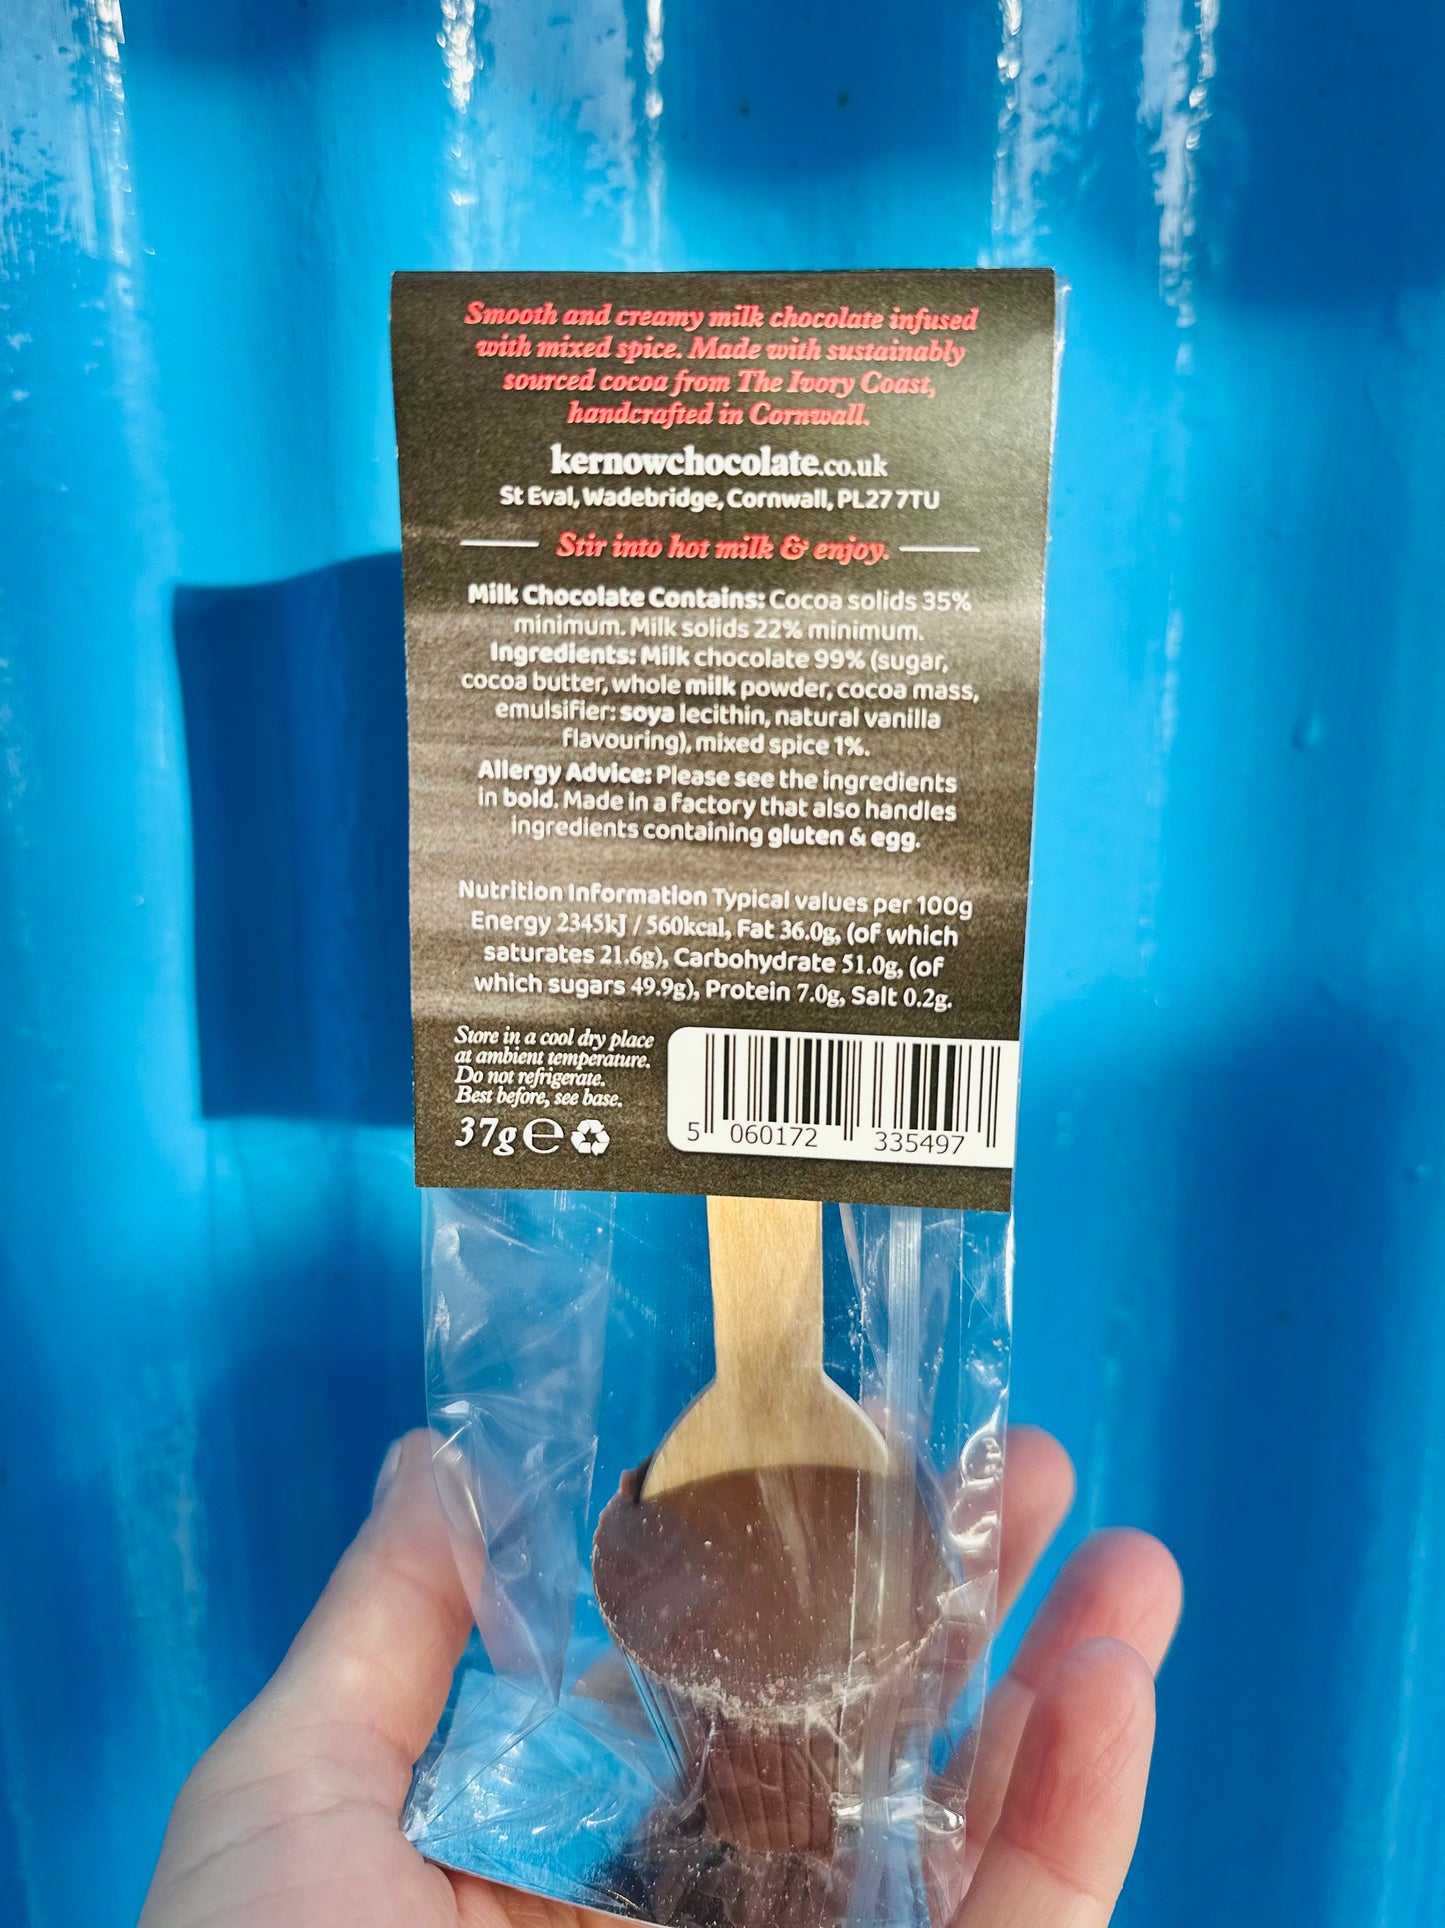 Smooth and creamy milk chocolate infused
with mixed spice. Made with sustainably
sourced cocoa from The Ivory Coast,
handcrafted in Cornwall.
kernowchocolate.co.uk
St Eval, Wadebridge, Cornwall, PL27 7TU
Stir into hot milk & enjoy.
Milk Chocolate Contains: Cocoa solids 35%
minimum. Milk solids 22% minimum.
Ingredients: Milk chocolate 99% (sugar,
cocoa butter, whole milk powder, cocoa mass,
emulsifier: soya lecithin, natural vanilla
flavouring), mixed spice 1%.
Allergy Advice: Please see the ingredients
in bold. Made in a factory that also handles
ingredients containing gluten & egg.
Nutrition Information Typical values per 100g
Energy 2345kJ / 560kcal, Fat 36.0g, (of which
saturates 21.6g), Carbohydrate 51.0g, (of
which sugars 49.9g), Protein 7.0g, Salt 0.2g.
Store in a cool dry place
at ambient temperature.
Do not refrigerate.
Best before, see base.
37g ℮
5 060172 335497